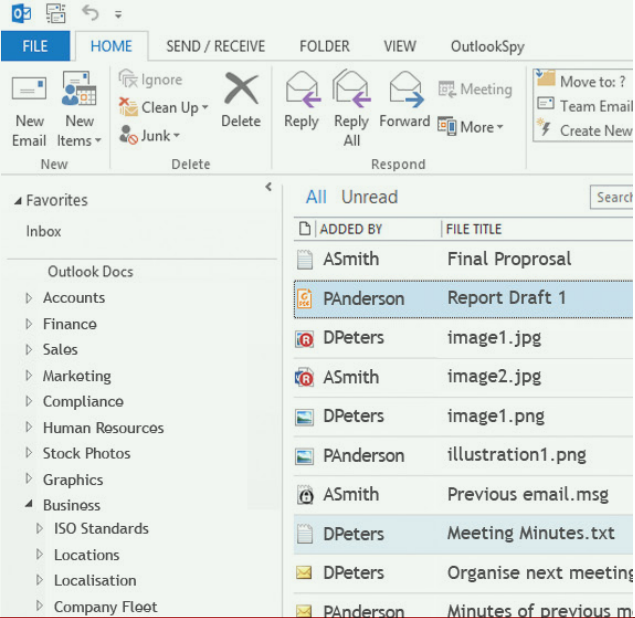 FILE HOME SEND / RECEIVE FOLDER VIEW OutlookSpy
New Email
New Items
Ignore
Clean Up
Junk
Delete
Reply
Reply All
Forward
Meeting
More
Move to: ?
Team Email
Create New
New Delete Respond
Favorites
Inbox
Outlook Docs
Accounts
Finance
Sales
Marketing
Compliance
Human Resources
Stock Photos
Graphics
Business
ISO Standards
Locations
Localisation
Company Fleet
All Unread
Search
ADDED BY FILE TITLE
ASmith Final Proprosal
PAnderson Report Draft 1
DPeters image1.jpg
ASmith image2.jpg
DPeters image1.png
PAnderson illustration1.png
ASmith Previous email.msg
DPeters Meeting Minutes.txt
DPeters Organise next meeting
PAnderson Minutes of previous